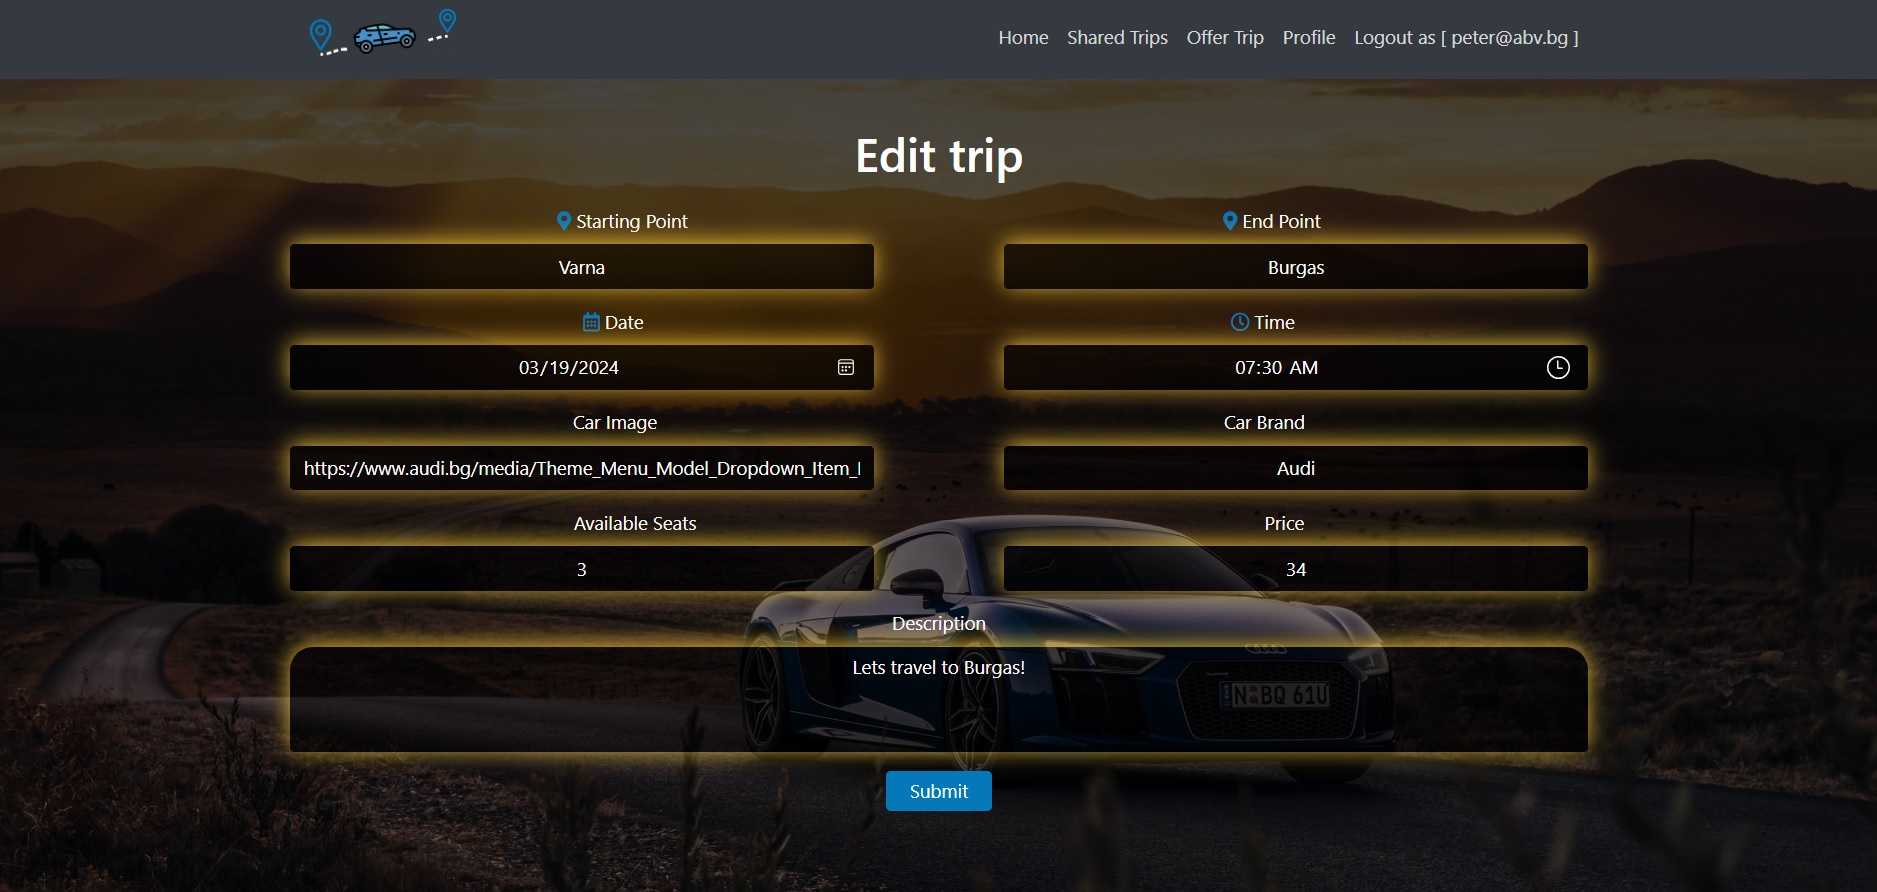 Home Shared Trips Offer Trip Profile Logout as [ peter@abv.bg ]
Edit trip
Starting Point
End Point
Varna
Burgas
Date
Time
03/19/2024
07:30 AM
Car Image
Car Brand
https://www.audi.bg/media/Theme_Menu_Model_Dropdown_Item_
Audi
Available Seats
Price
3
34
Description
Lets travel to Burgas!
N BQ 61U
Submit